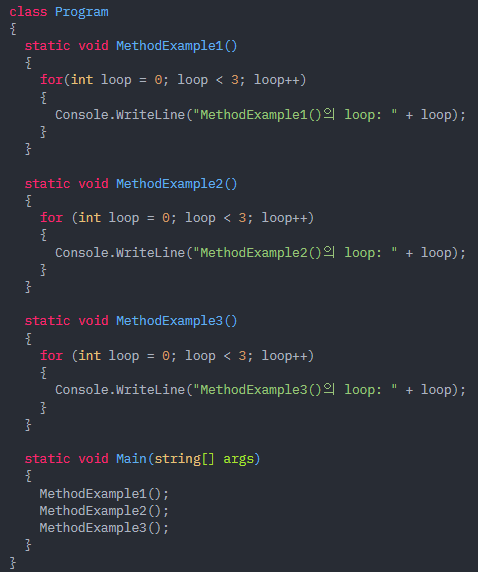 class Program
{
  static void MethodExample1()
  {
    for(int loop = 0; loop < 3; loop++)
    {
      Console.WriteLine("MethodExample1()의 loop: " + loop);
    }
  }

  static void MethodExample2()
  {
    for (int loop = 0; loop < 3; loop++)
    {
      Console.WriteLine("MethodExample2()의 loop: " + loop);
    }
  }

  static void MethodExample3()
  {
    for (int loop = 0; loop < 3; loop++)
    {
      Console.WriteLine("MethodExample3()의 loop: " + loop);
    }
  }

  static void Main(string[] args)
  {
    MethodExample1();
    MethodExample2();
    MethodExample3();
  }
}